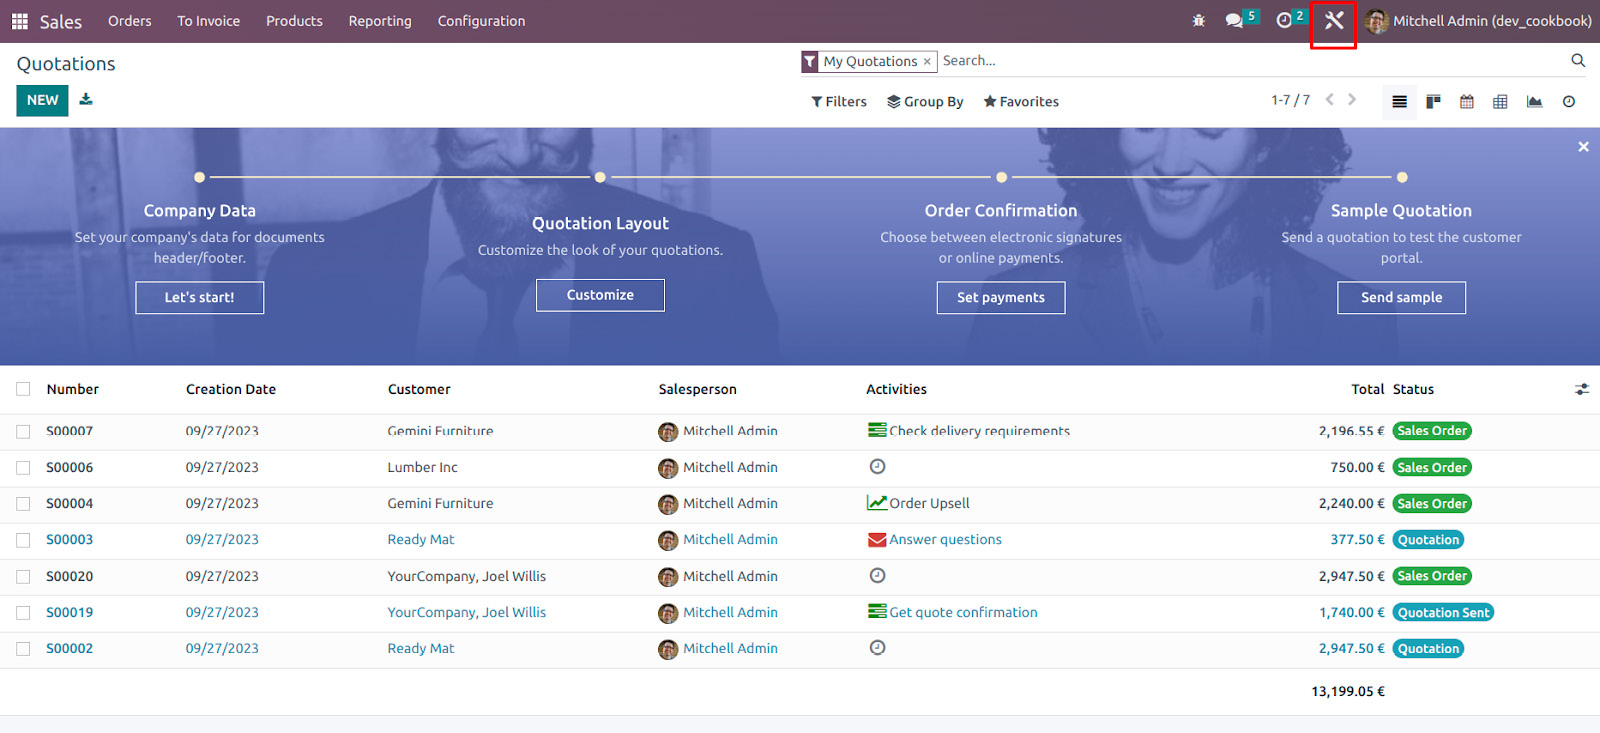 Sales Orders To Invoice Products Reporting Configuration 5 2 Mitchell Admin (dev_cookbook)
Quotations My Quotations × Search...
NEW Filters Group By Favorites 1-7 / 7
Company Data
Set your company's data for documents
header/footer.
Let's start!
Quotation Layout
Customize the look of your quotations.
Customize
Order Confirmation
Choose between electronic signatures
or online payments.
Set payments
Sample Quotation
Send a quotation to test the customer
portal.
Send sample
Number Creation Date Customer Salesperson Activities Total Status
S00007 09/27/2023 Gemini Furniture Mitchell Admin Check delivery requirements 2,196.55 € Sales Order
S00006 09/27/2023 Lumber Inc Mitchell Admin 750.00 € Sales Order
S00004 09/27/2023 Gemini Furniture Mitchell Admin Order Upsell 2,240.00 € Sales Order
S00003 09/27/2023 Ready Mat Mitchell Admin Answer questions 377.50 € Quotation
S00020 09/27/2023 YourCompany, Joel Willis Mitchell Admin 2,947.50 € Sales Order
S00019 09/27/2023 YourCompany, Joel Willis Mitchell Admin Get quote confirmation 1,740.00 € Quotation Sent
S00002 09/27/2023 Ready Mat Mitchell Admin 2,947.50 € Quotation
13,199.05 €